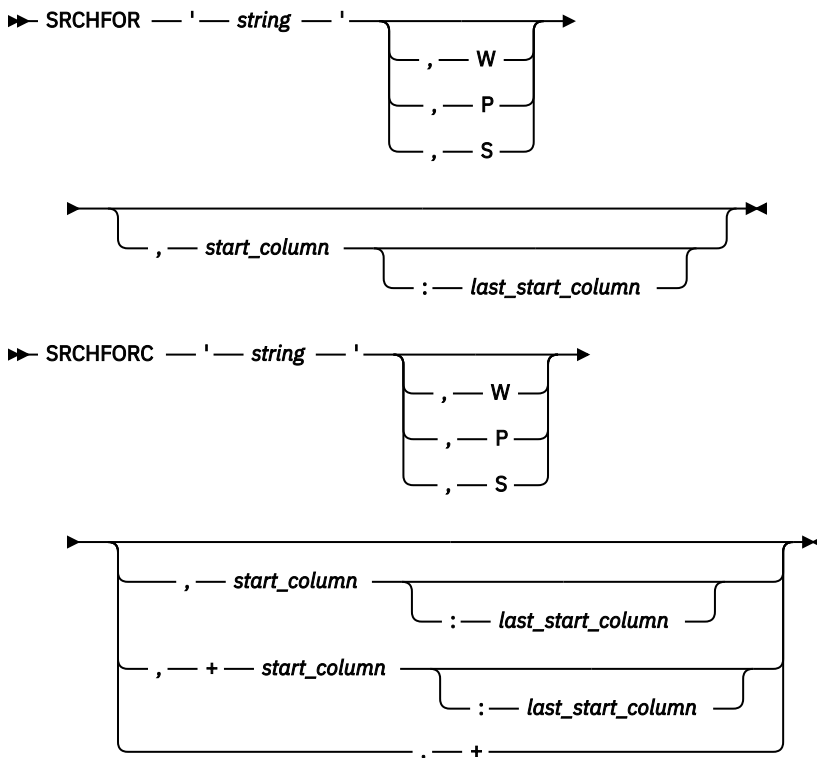 SRCHFOR ' string '
, W
, P
, S
, start_column
: last_start_column
SRCHFORC ' string '
, W
, P
, S
, start_column
: last_start_column
, + start_column
: last_start_column
, +